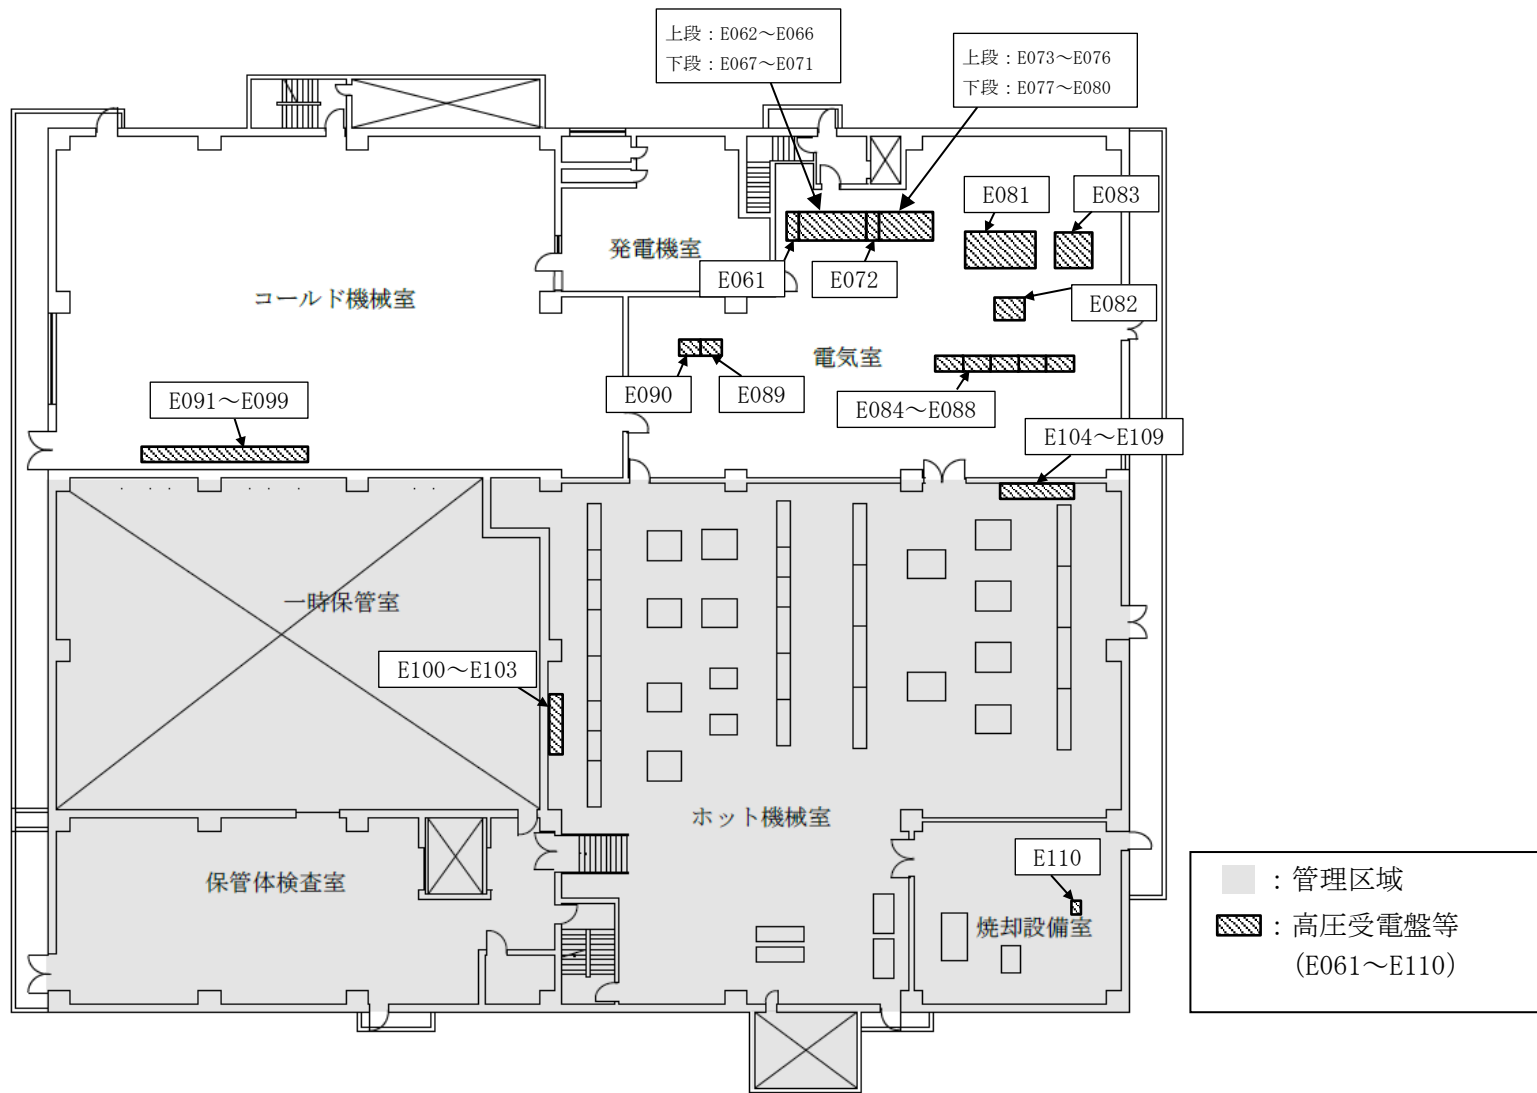 上段：E062～E066
下段：E067～E071
上段：E073～E076
下段：E077～E080
E081
E083
発電機室
E061
E072
コールド機械室
E082
電気室
E090
E089
E091～E099
E084～E088
E104～E109
一時保管室
E100～E103
ホット機械室
保管体検査室
E110
焼却設備室
：管理区域
：高圧受電盤等
(E061～E110)